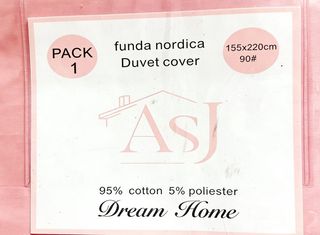 PACK
1
funda nordica
Duvet cover
155x220cm
90#
AsJ
95% cotton 5% poliester
Dream Home